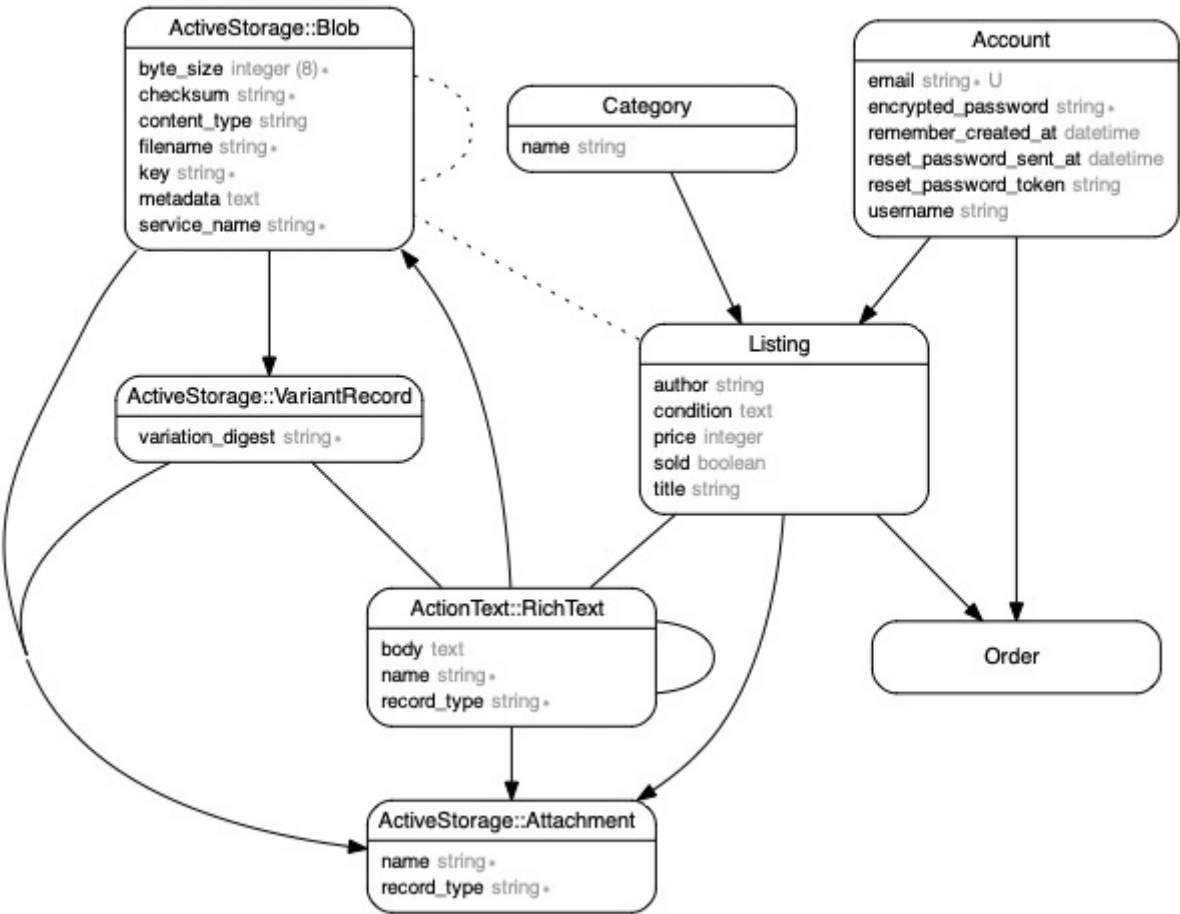 ActiveStorage::Blob
byte_size integer (8) *
checksum string *
content_type string
filename string *
key string *
metadata text
service_name string *
Category
name string
Account
email string * U
encrypted_password string *
remember_created_at datetime
reset_password_sent_at datetime
reset_password_token string
username string
Listing
author string
condition text
price integer
sold boolean
title string
ActiveStorage::VariantRecord
variation_digest string *
ActionText::RichText
body text
name string *
record_type string *
Order
ActiveStorage::Attachment
name string *
record_type string *